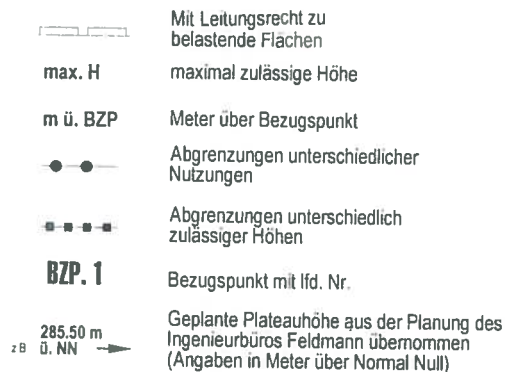 Mit Leitungsrecht zu
belastende Flächen
max. H maximal zulässige Höhe
m ü. BZP Meter über Bezugspunkt
Abgrenzungen unterschiedlicher
Nutzungen
Abgrenzungen unterschiedlich
zulässiger Höhen
BZP. 1 Bezugspunkt mit lfd. Nr.
Geplante Plateauhöhe aus der Planung des
z B 285.50 m ü. NN Ingenieurbüros Feldmann übernommen
(Angaben in Meter über Normal Null)